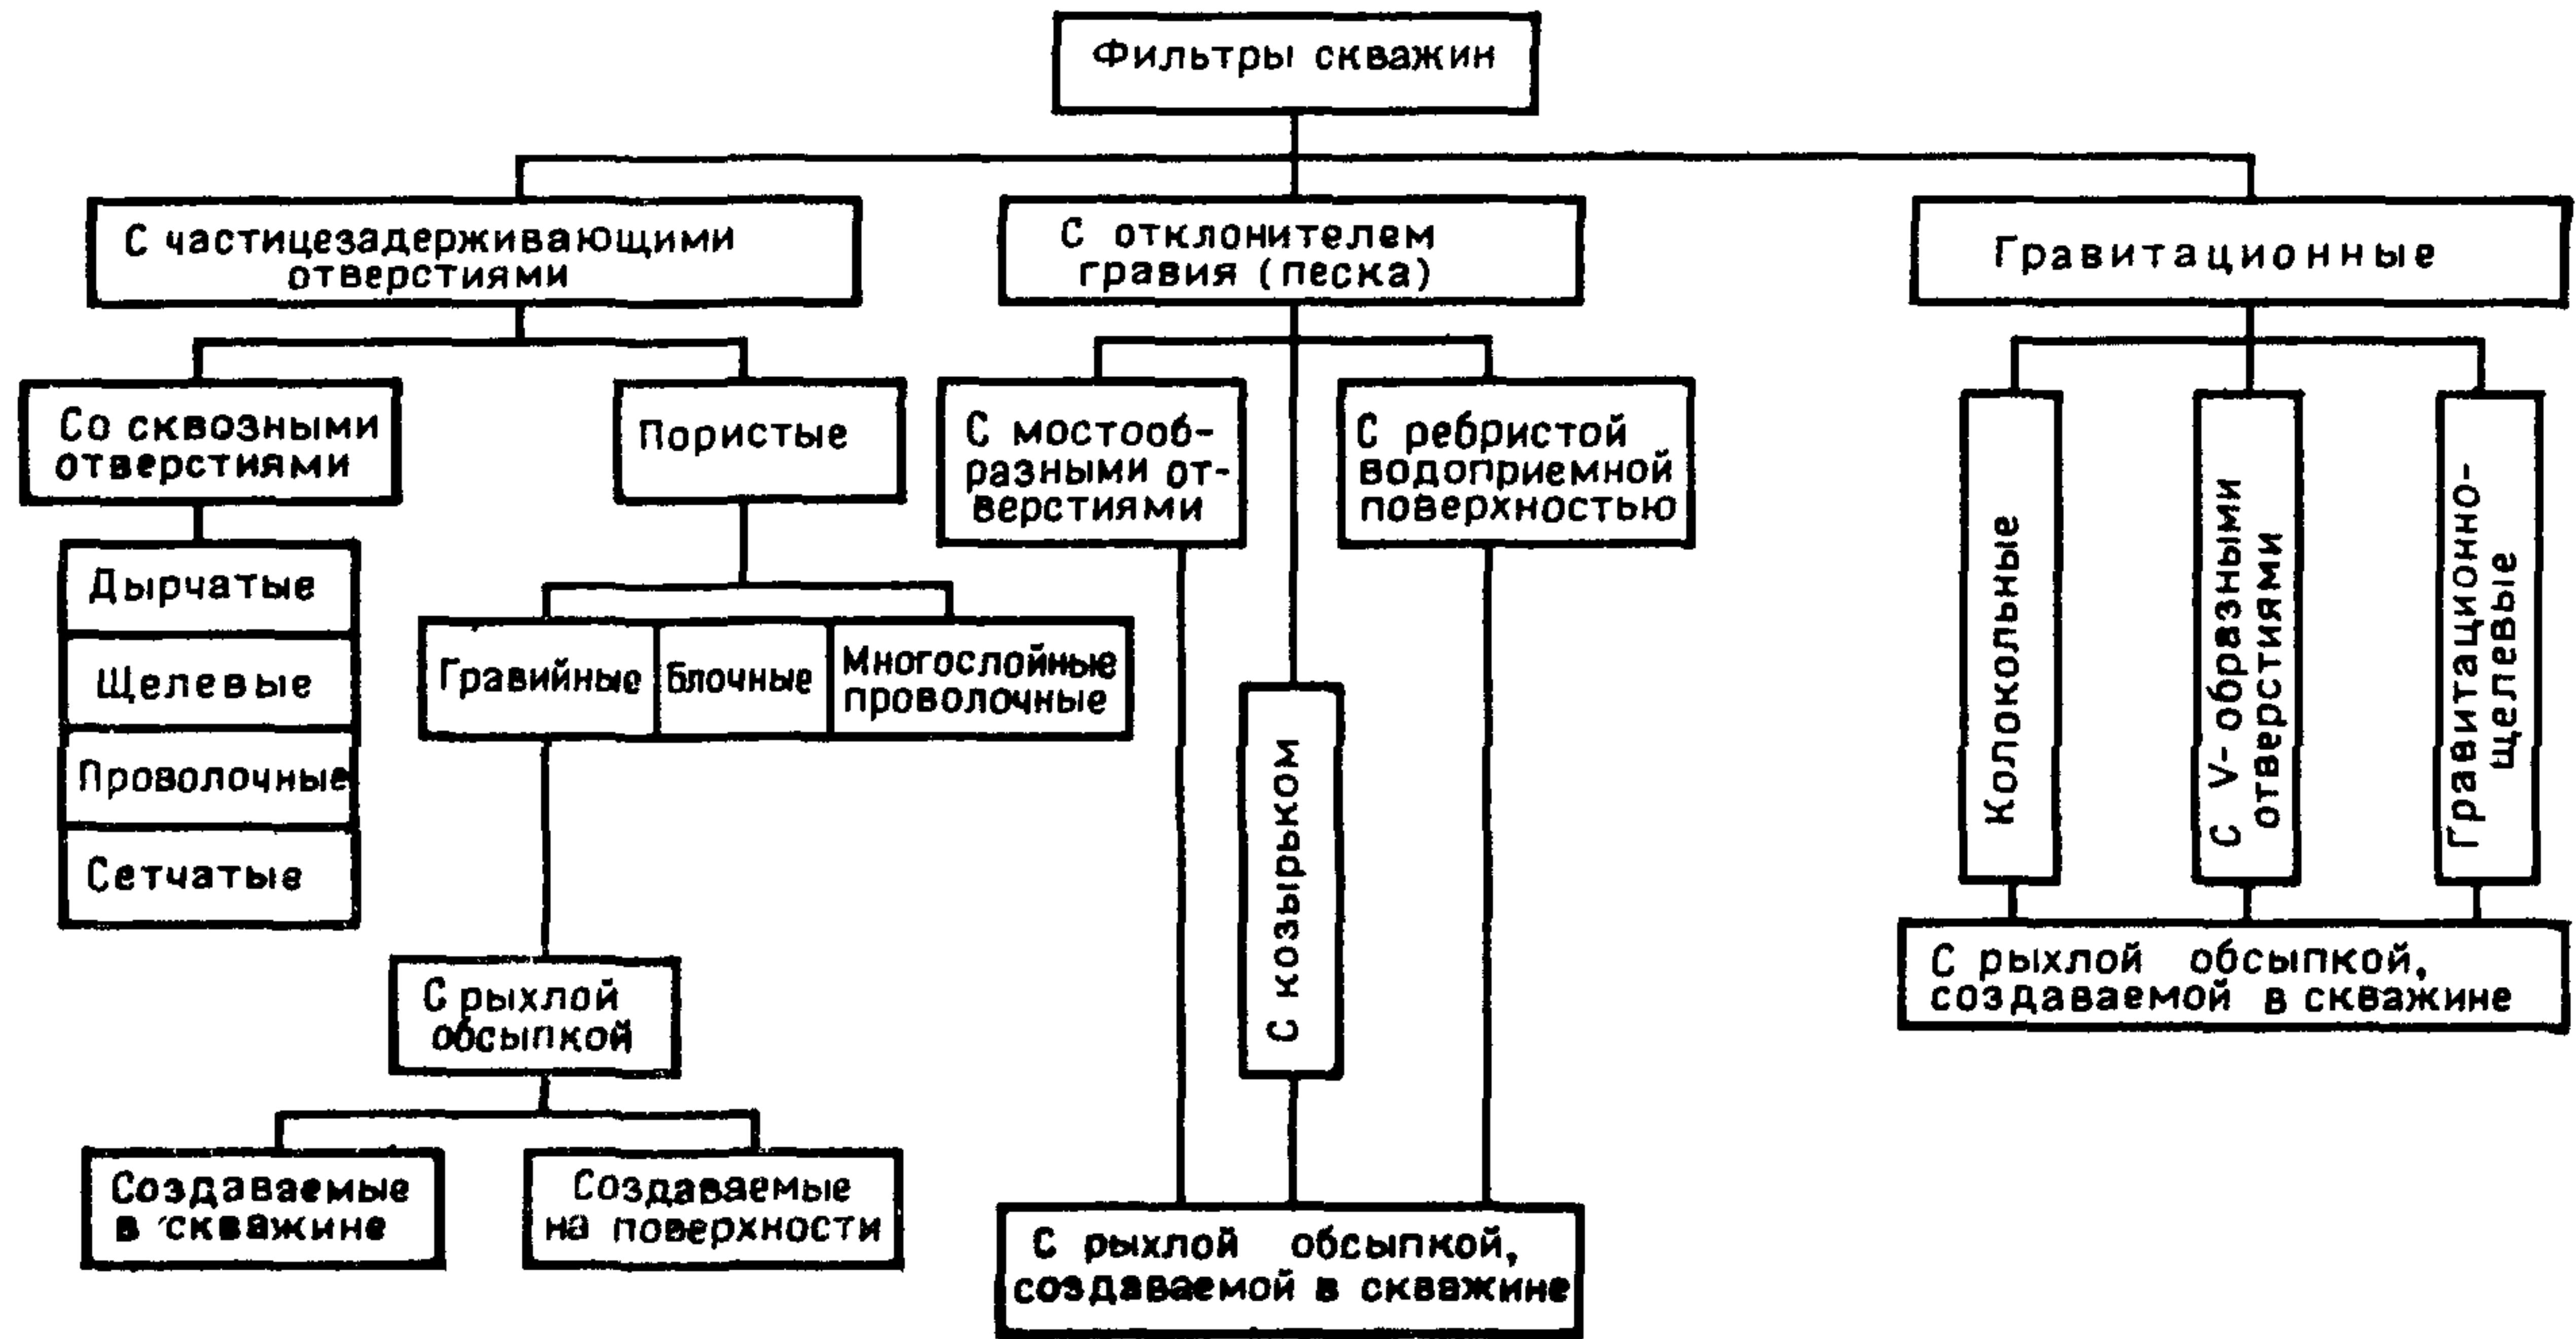 Фильтры скважин
С частицезадерживающими
отверстиями
С отклонителем
гравия (песка)
Гравитационные
Со сквозными
отверстиями
Пористые
С мостооб-
разными от-
верстиями
С ребристой
водоприемной
поверхностью
Дырчатые
Щелевые
Проволочные
Сетчатые
Гравийные
Блочные
Многослойные
проволочные
С козырьком
Колокольные
С V-образными
отверстиями
Гравитационно-
щелевые
С рыхлой
обсыпкой
С рыхлой обсыпкой,
создаваемой в скважине
Создаваемые
в скважине
Создаваемые
на поверхности
С рыхлой обсыпкой,
создаваемой в скважине